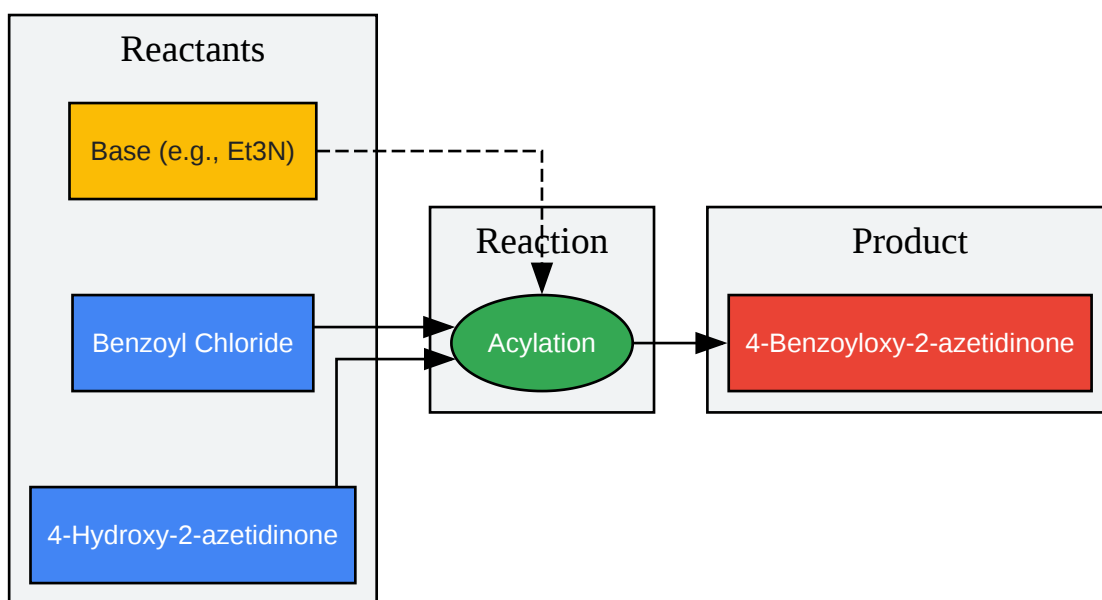 Reactants
Base (e.g., Et3N)
Benzoyl Chloride
4-Hydroxy-2-azetidinone
Reaction
Acylation
Product
4-Benzoyloxy-2-azetidinone